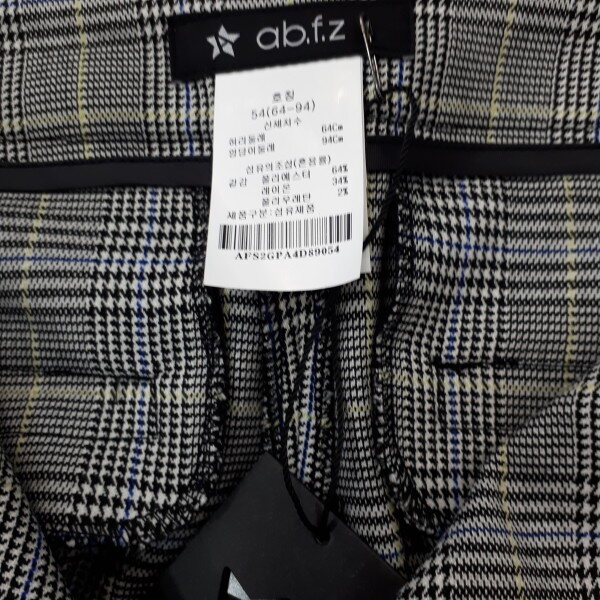 ab.f.z
호칭
54(64-94)
신체치수
허리둘레 64Cm
엉덩이둘레 94Cm
섬유의조성(혼용률)
겉감 폴리에스터 64%
레이온 34%
폴리우레탄 2%
제품구분:섬유제품
AFS2GPA4D89054